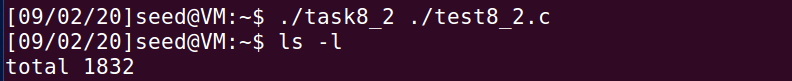 [09/02/20]seed@VM:~$ ./task8_2 ./test8_2.c
[09/02/20]seed@VM:~$ ls -l
total 1832